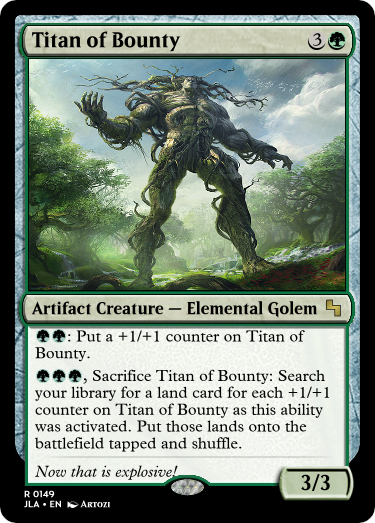 Titan of Bounty 3
Artifact Creature — Elemental Golem
: Put a +1/+1 counter on Titan of
Bounty.
, Sacrifice Titan of Bounty: Search
your library for a land card for each +1/+1
counter on Titan of Bounty as this ability
was activated. Put those lands onto the
battlefield tapped and shuffle.
Now that is explosive!
3/3
R 0149
JLA • EN Artozi